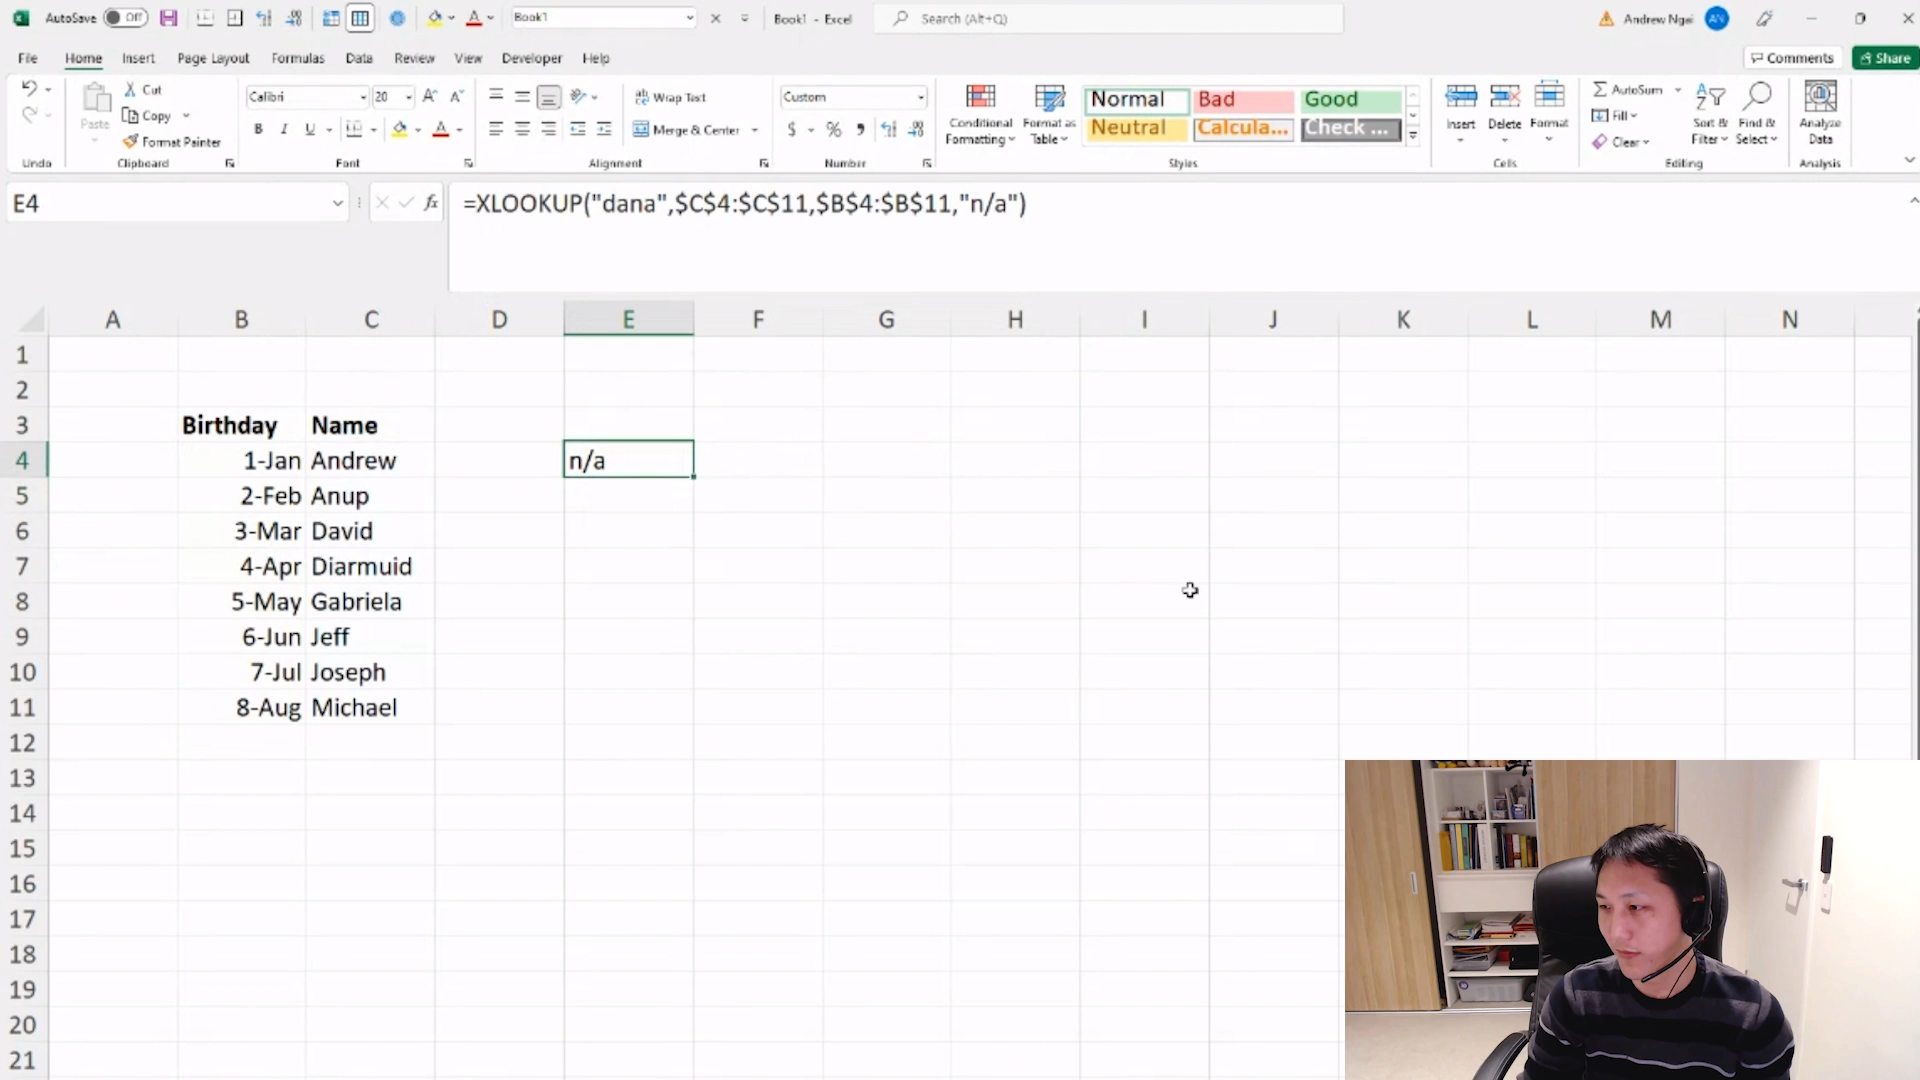 AutoSave Off Book1 Book1 - Excel Search (Alt+Q) Andrew Ngai AN
File Home Insert Page Layout Formulas Data Review View Developer Help Comments Share
Cut
Copy
Format Painter
Paste
Calibri 20
B I U
Wrap Text
Merge & Center
Custom
$ %
Conditional Formatting
Format as Table
Normal Bad Good
Neutral Calcula... Check ...
Insert Delete Format
AutoSum
Fill
Clear
Sort & Filter
Find & Select
Analyze Data
Undo Clipboard Font Alignment Number Styles Cells Editing Analysis
E4 fx =XLOOKUP("dana",$C$4:$C$11,$B$4:$B$11,"n/a")
A B C D E F G H I J K L M N
1
2
3 Birthday Name
4 1-Jan Andrew n/a
5 2-Feb Anup
6 3-Mar David
7 4-Apr Diarmuid
8 5-May Gabriela
9 6-Jun Jeff
10 7-Jul Joseph
11 8-Aug Michael
12
13
14
15
16
17
18
19
20
21